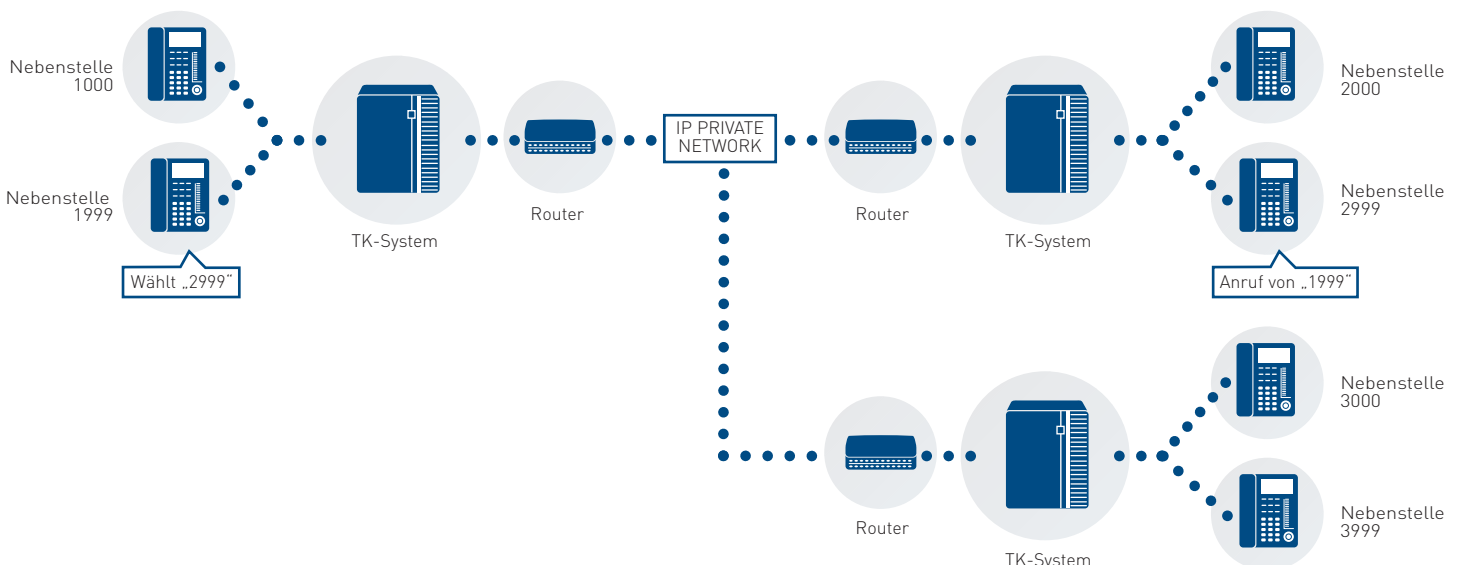 Nebenstelle
1000
Nebenstelle
1999
Wählt „2999“
TK-System
Router
IP PRIVATE
NETWORK
Router
TK-System
Nebenstelle
2000
Nebenstelle
2999
Anruf von „1999“
Router
TK-System
Nebenstelle
3000
Nebenstelle
3999